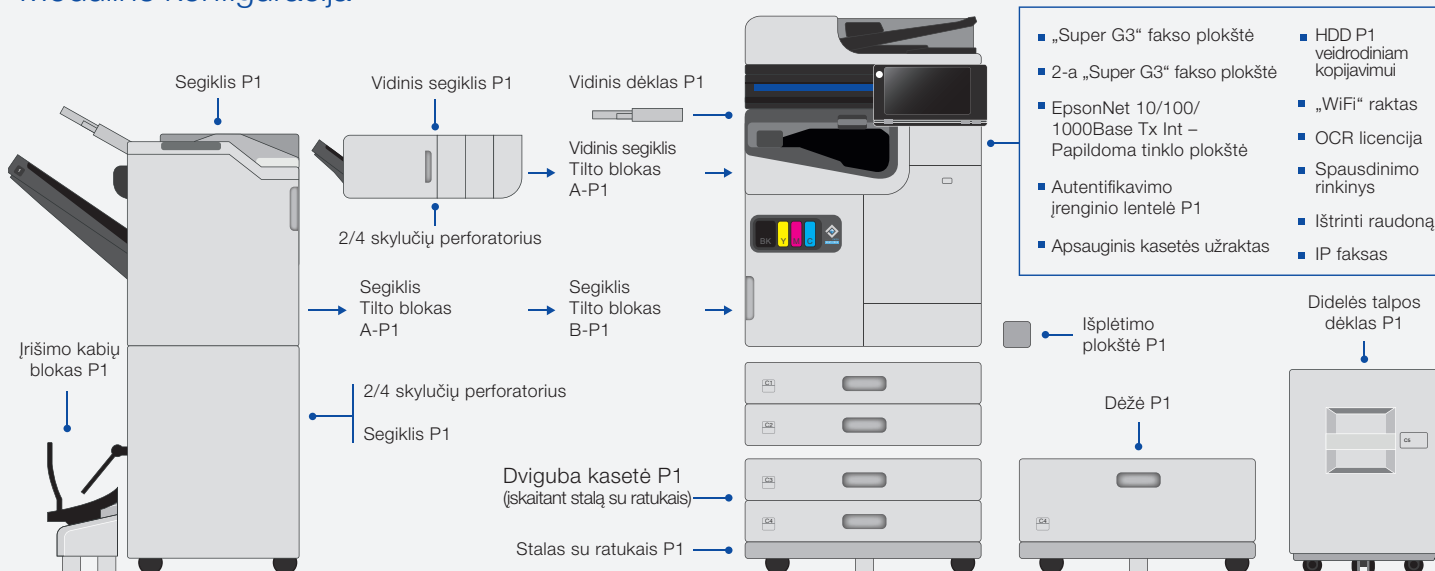 Modulinė konfigūracija
Segiklis P1
Vidinis segiklis P1
Vidinis dėklas P1
Vidinis segiklis
Tilto blokas
A-P1
2/4 skylučių perforatorius
Segiklis
Tilto blokas
A-P1
Segiklis
Tilto blokas
B-P1
Įrišimo kabių
blokas P1
2/4 skylučių perforatorius
Segiklis P1
Dviguba kasetė P1
(įskaitant stalą su ratukais)
Stalas su ratukais P1
BK
Y
M
C
C1
C2
C3
C4
„Super G3“ fakso plokštė
2-a „Super G3“ fakso plokštė
EpsonNet 10/100/
1000Base Tx Int –
Papildoma tinklo plokštė
Autentifikavimo
įrenginio lentelė P1
Apsauginis kasetės užraktas
HDD P1
veidrodiniam
kopijavimui
„WiFi“ raktas
OCR licencija
Spausdinimo
rinkinys
Ištrinti raudoną
IP faksas
Išplėtimo
plokštė P1
Dėžė P1
C4
Didelės talpos
dėklas P1
C5